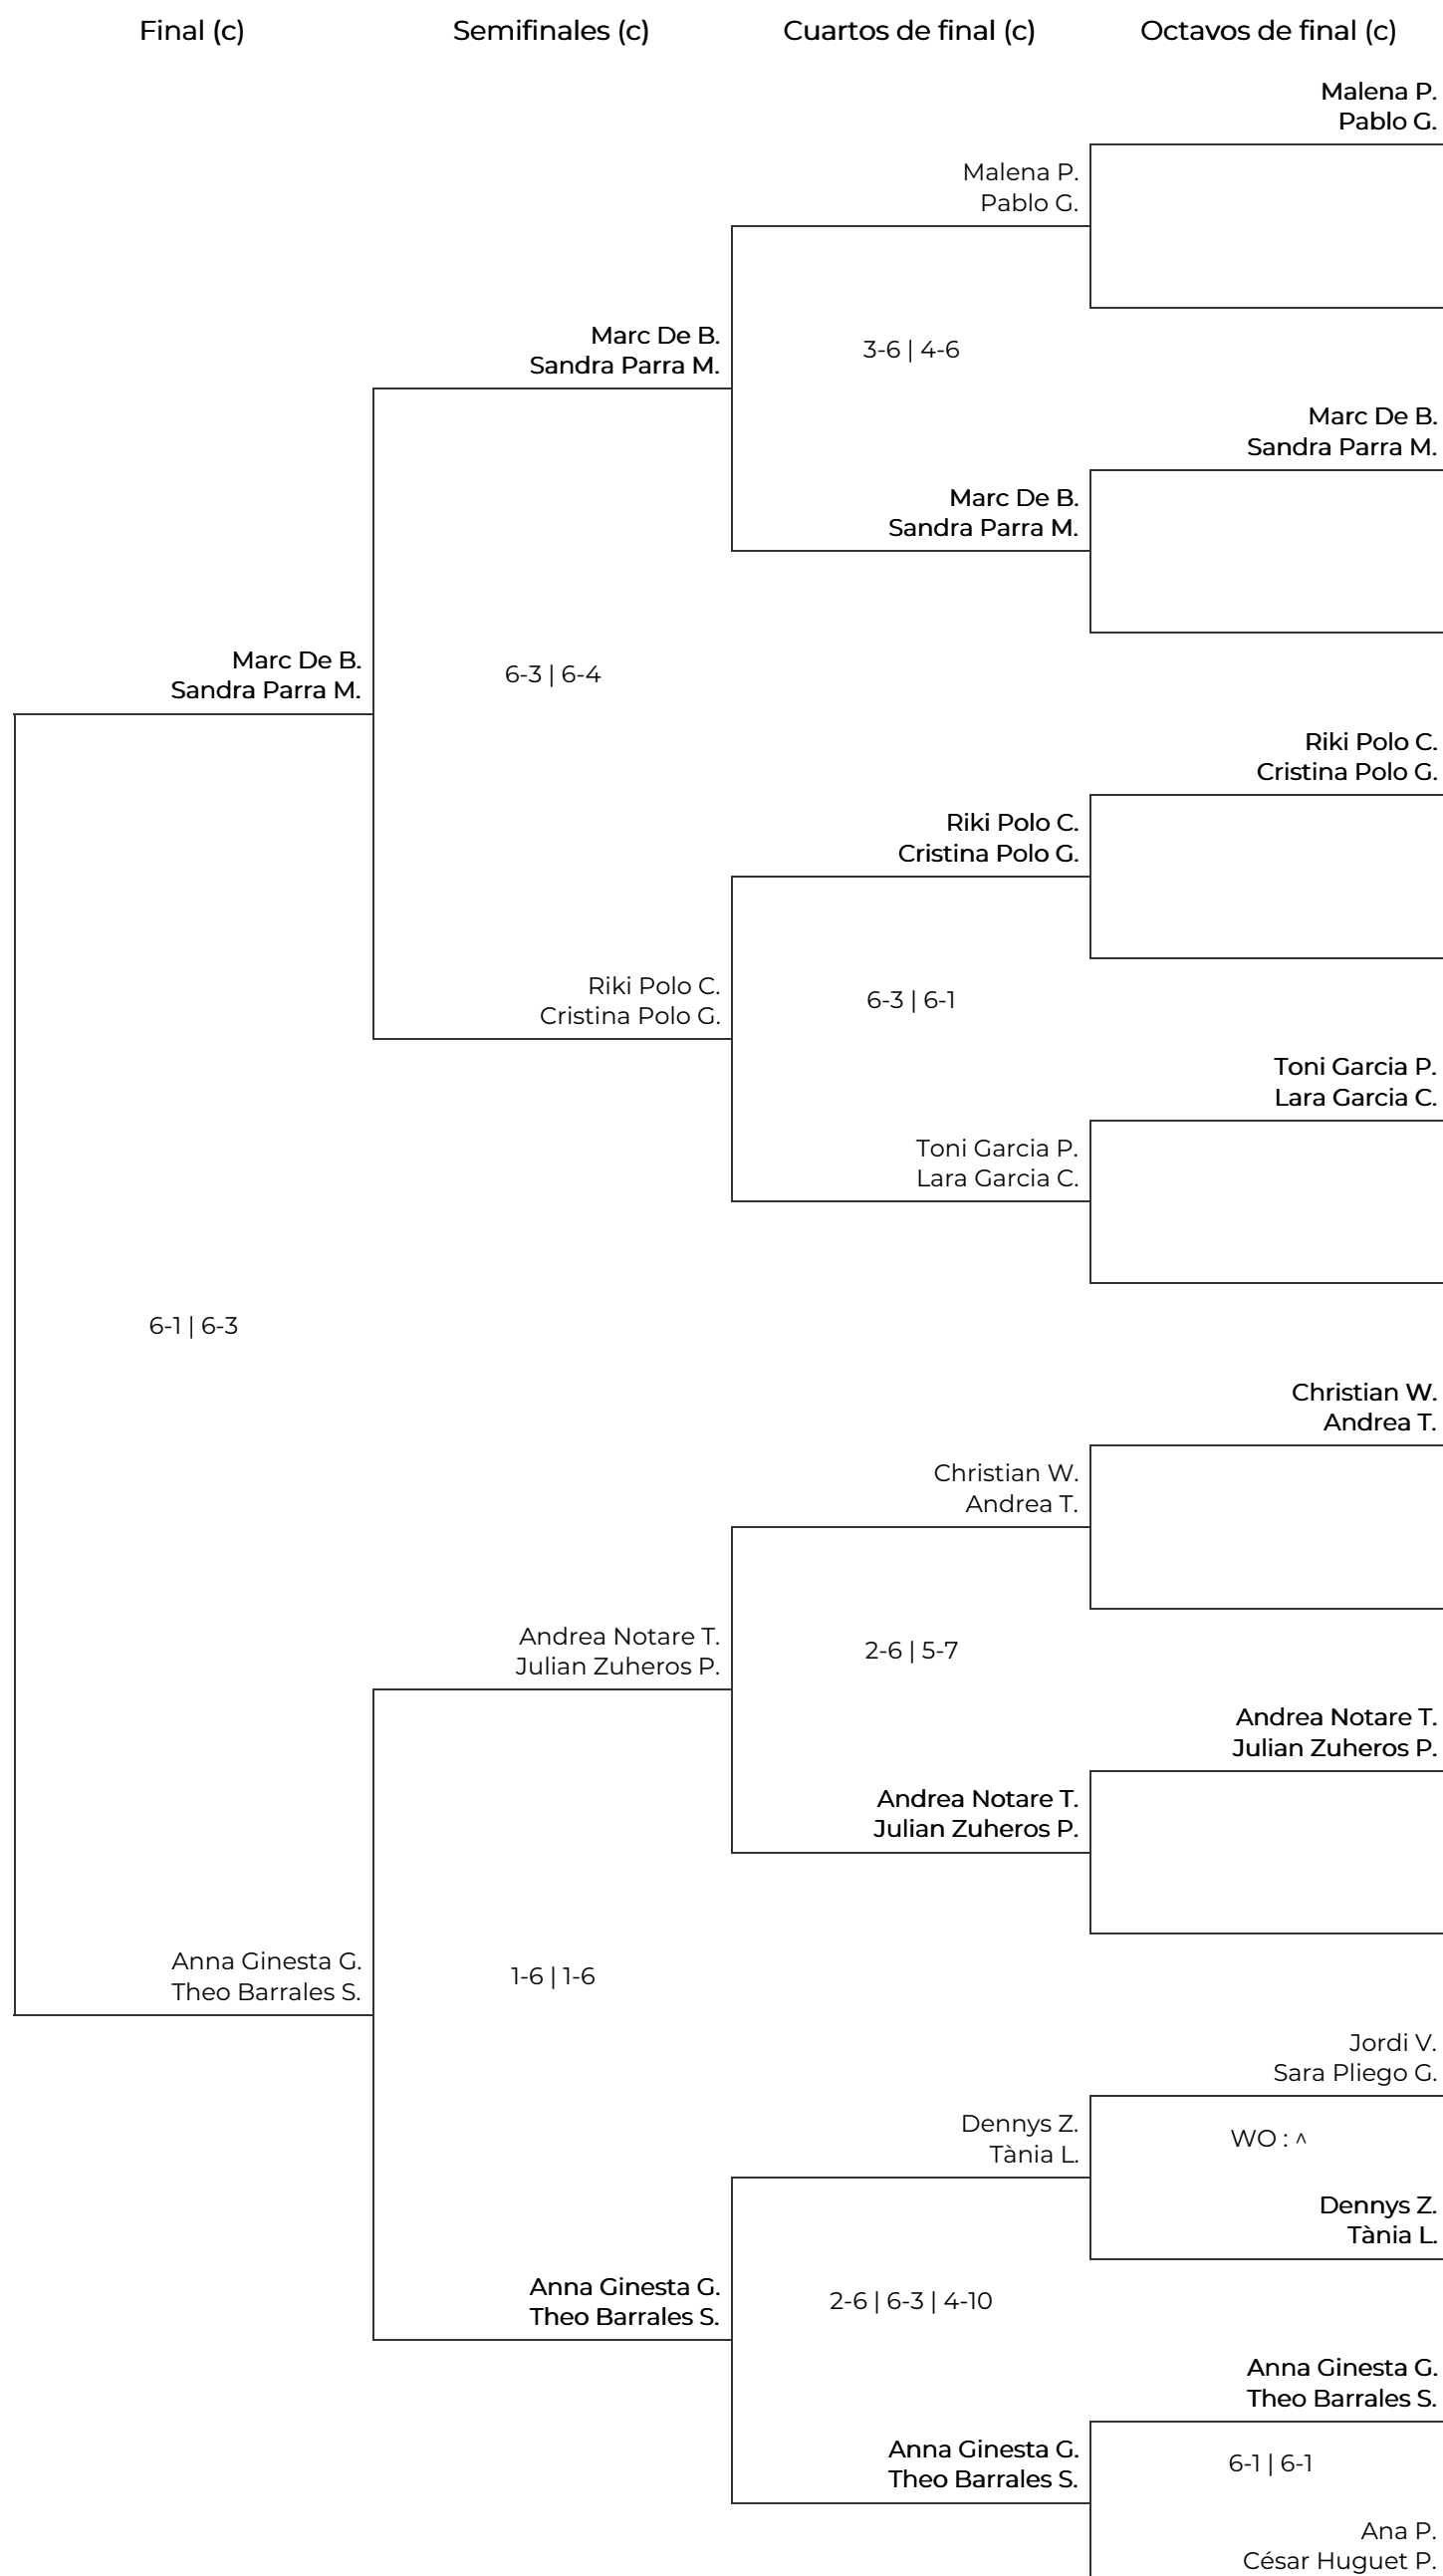 Final (c)
Semifinales (c)
Cuartos de final (c)
Octavos de final (c)
Malena P.
Pablo G.
Malena P.
Pablo G.
Marc De B.
Sandra Parra M.
3-6 | 4-6
Marc De B.
Sandra Parra M.
Marc De B.
Sandra Parra M.
Marc De B.
Sandra Parra M.
6-3 | 6-4
Riki Polo C.
Cristina Polo G.
Riki Polo C.
Cristina Polo G.
Riki Polo C.
Cristina Polo G.
6-3 | 6-1
Toni Garcia P.
Lara Garcia C.
Toni Garcia P.
Lara Garcia C.
6-1 | 6-3
Christian W.
Andrea T.
Christian W.
Andrea T.
Andrea Notare T.
Julian Zuheros P.
2-6 | 5-7
Andrea Notare T.
Julian Zuheros P.
Andrea Notare T.
Julian Zuheros P.
Anna Ginesta G.
Theo Barrales S.
1-6 | 1-6
Jordi V.
Sara Pliego G.
Dennys Z.
Tània L.
WO : ^
Dennys Z.
Tània L.
Anna Ginesta G.
Theo Barrales S.
2-6 | 6-3 | 4-10
Anna Ginesta G.
Theo Barrales S.
Anna Ginesta G.
Theo Barrales S.
6-1 | 6-1
Ana P.
César Huguet P.